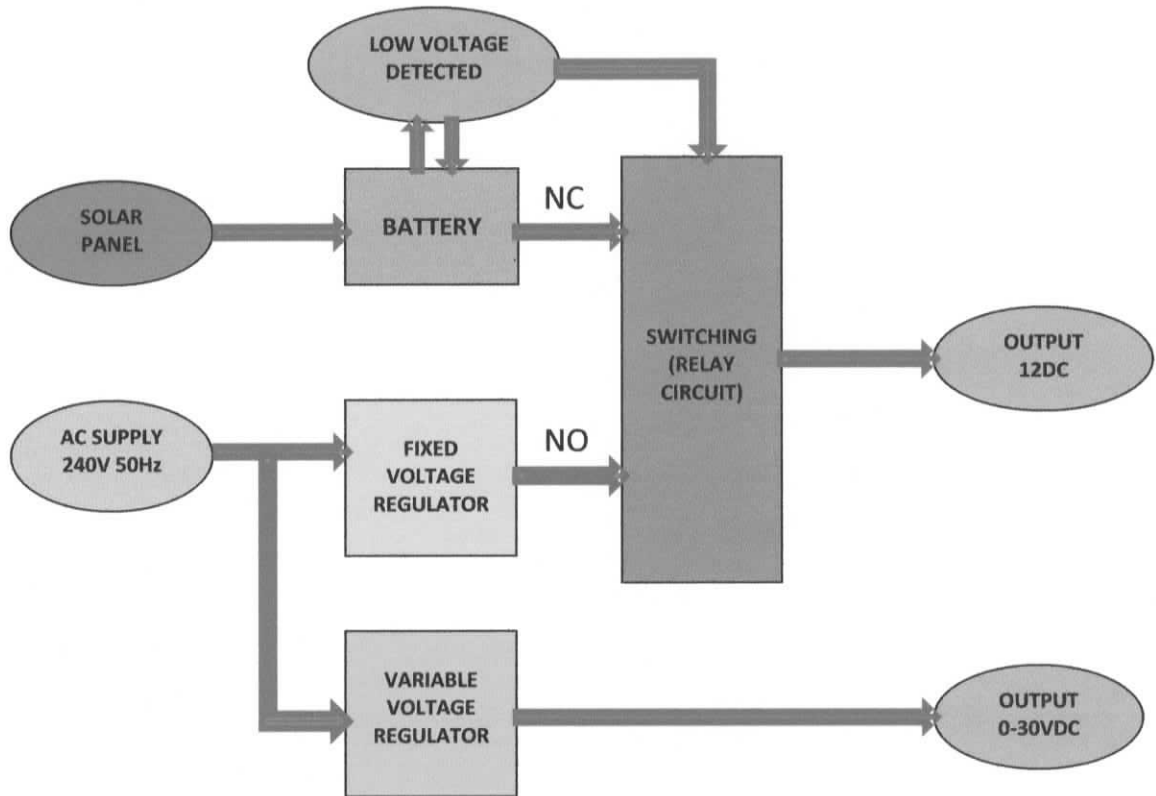 LOW VOLTAGE
DETECTED
SOLAR
PANEL
BATTERY
NC
SWITCHING
(RELAY
CIRCUIT)
OUTPUT
12DC
AC SUPPLY
240V 50Hz
FIXED
VOLTAGE
REGULATOR
NO
VARIABLE
VOLTAGE
REGULATOR
OUTPUT
0-30VDC